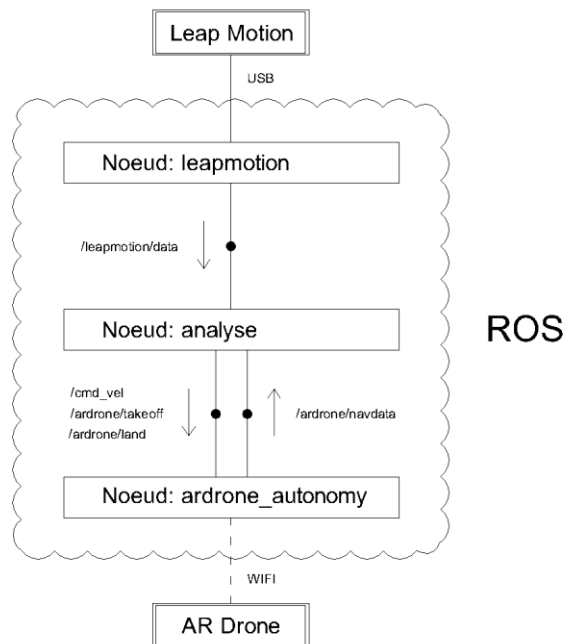 Leap Motion
USB
Noeud: leapmotion
/leapmotion/data
Noeud: analyse
ROS
/cmd_vel
/ardrone/takeoff
/ardrone/land
/ardrone/navdata
Noeud: ardrone_autonomy
WIFI
AR Drone